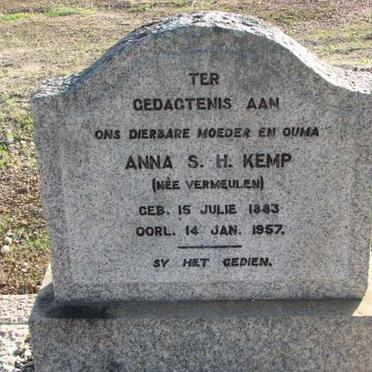 TER
GEDAGTENIS AAN
ONS DIERBARE MOEDER EN OUMA
ANNA S. H. KEMP
(NÉE VERMEULEN)
GEB. 15 JULIE 1883
OORL. 14 JAN. 1957.
SY HET GEDIEN.